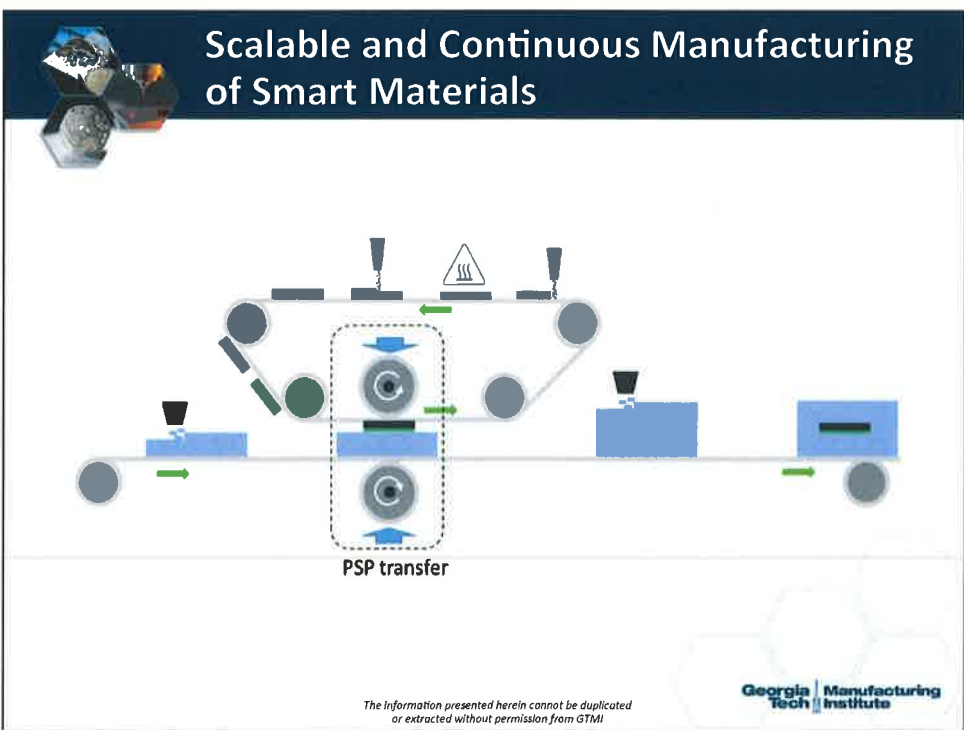 Scalable and Continuous Manufacturing
of Smart Materials
PSP transfer
The information presented herein cannot be duplicated
or extracted without permission from GTMI
Georgia Manufacturing
Tech Institute